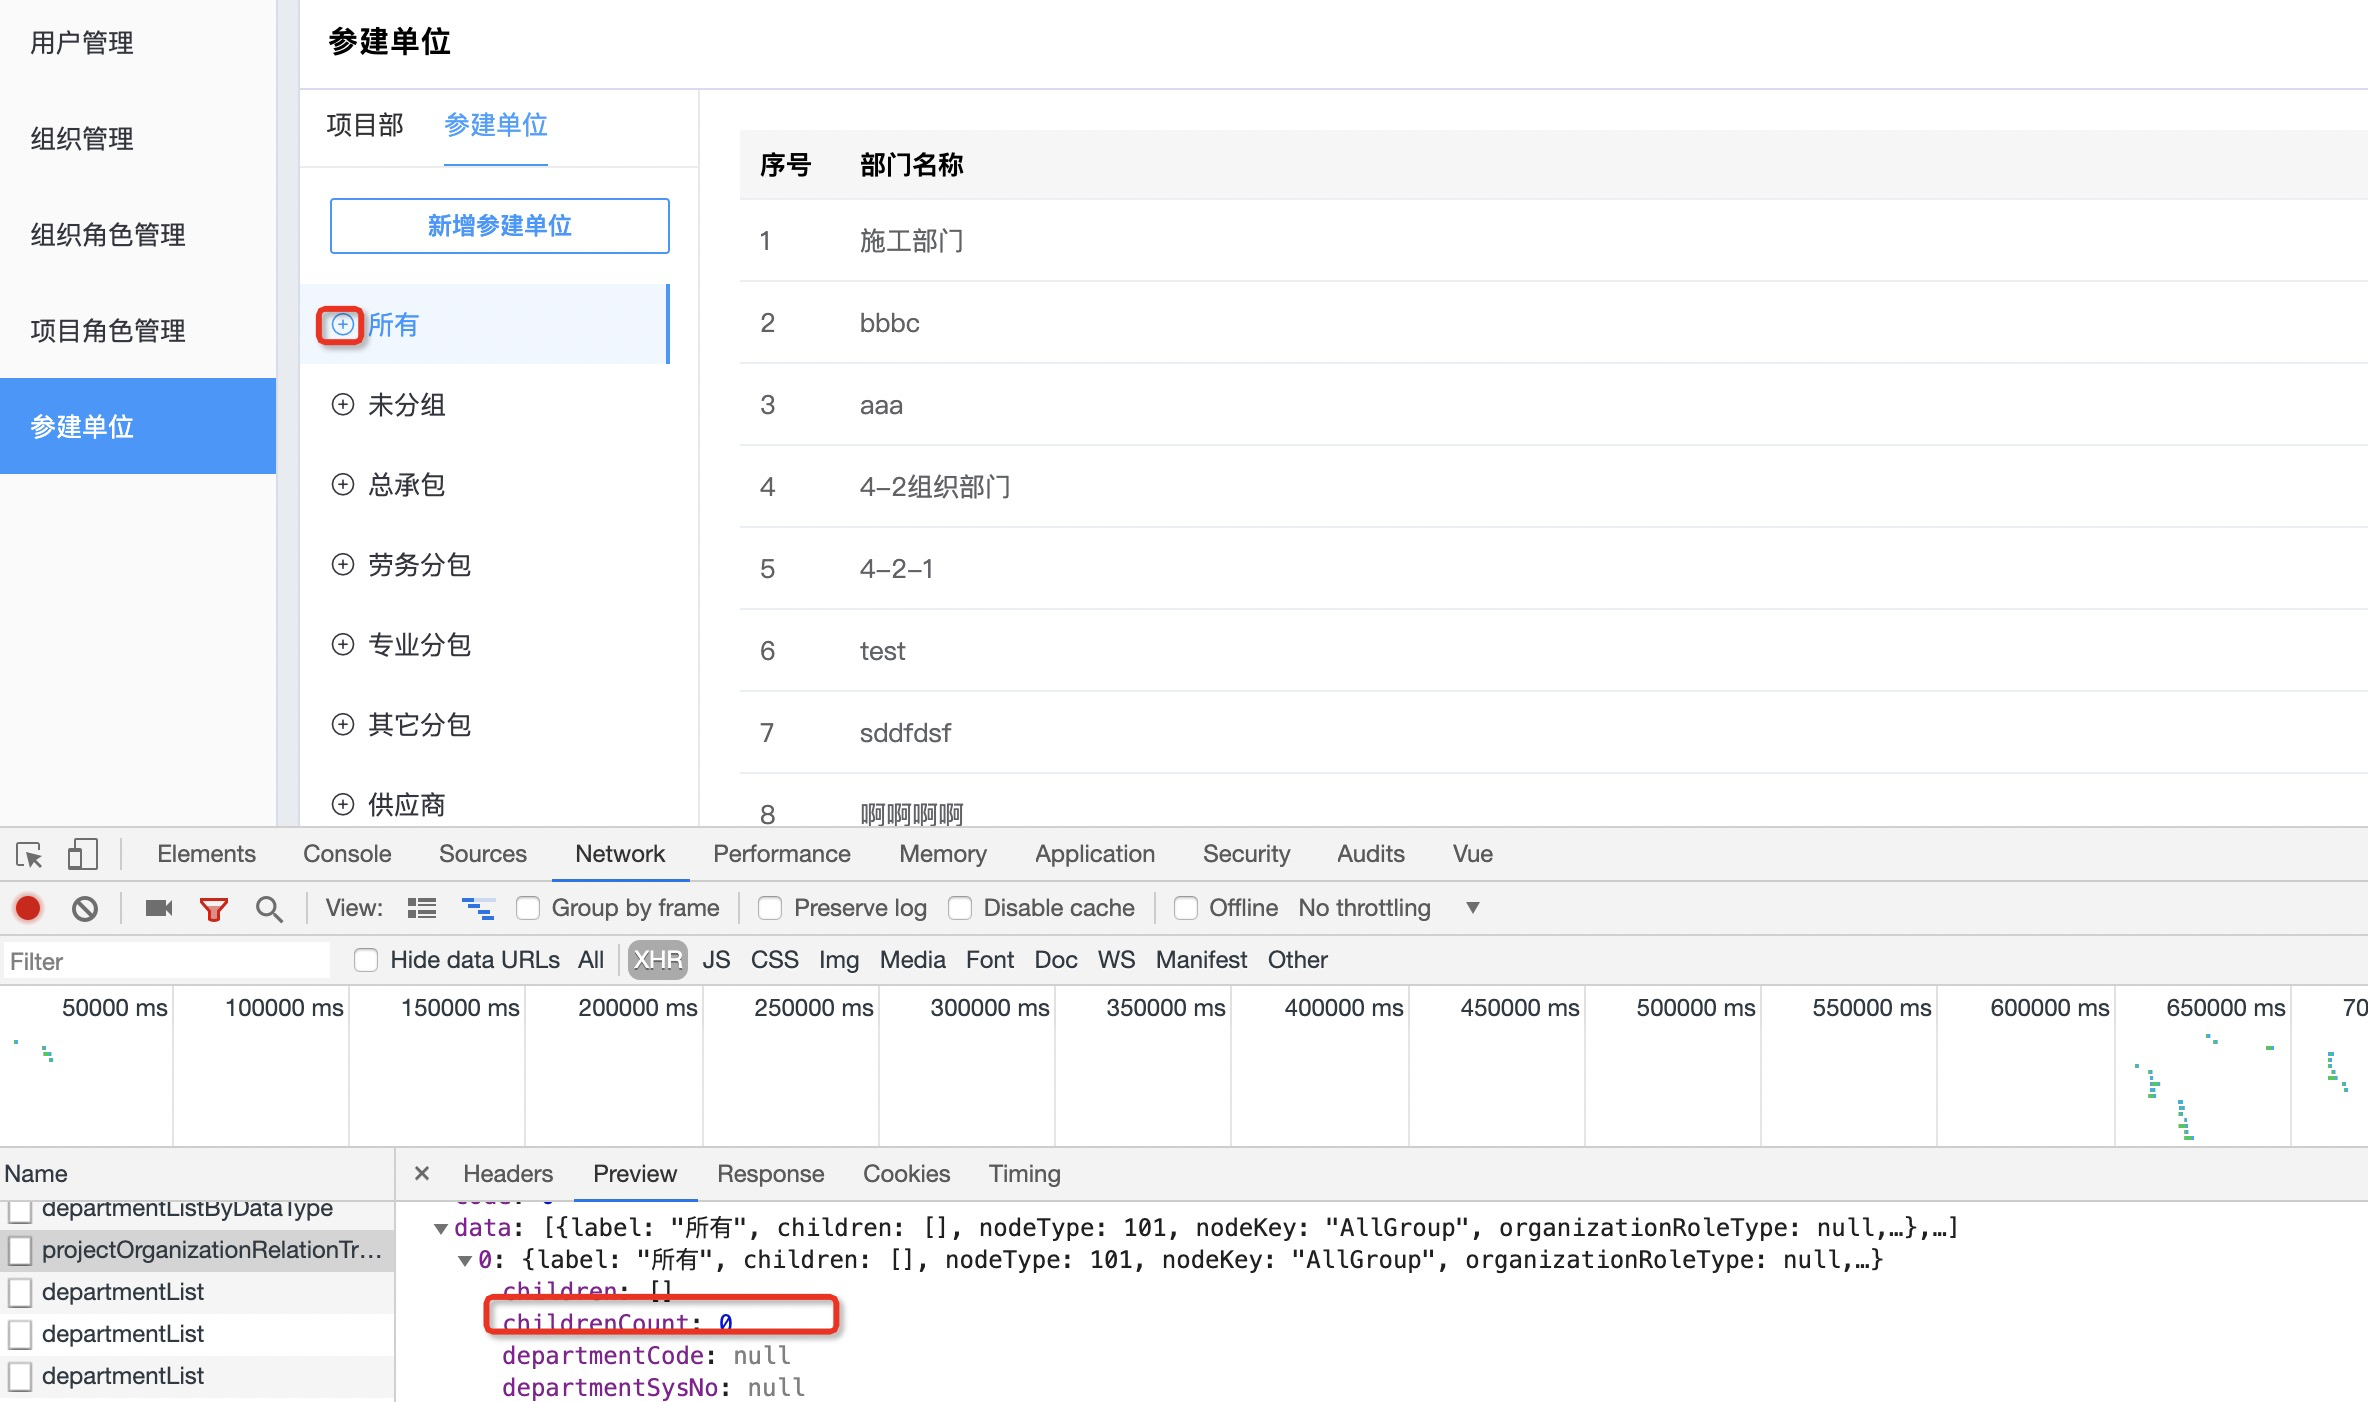 用户管理
组织管理
组织角色管理
项目角色管理
参建单位
参建单位
项目部 参建单位
新增参建单位
所有
未分组
总承包
劳务分包
专业分包
其它分包
供应商
序号 部门名称
1 施工部门
2 bbbc
3 aaa
4 4-2组织部门
5 4-2-1
6 test
7 sddfdsf
8 啊啊啊啊
Elements Console Sources Network Performance Memory Application Security Audits Vue
View: Group by frame Preserve log Disable cache Offline No throttling
Filter Hide data URLs All XHR JS CSS Img Media Font Doc WS Manifest Other
50000 ms 100000 ms 150000 ms 200000 ms 250000 ms 300000 ms 350000 ms 400000 ms 450000 ms 500000 ms 550000 ms 600000 ms 650000 ms 70
Name
departmentListByDataType
projectOrganizationRelationTr...
departmentList
departmentList
departmentList
× Headers Preview Response Cookies Timing
data: [{label: "所有", children: [], nodeType: 101, nodeKey: "AllGroup", organizationRoleType: null,…},…]
0: {label: "所有", children: [], nodeType: 101, nodeKey: "AllGroup", organizationRoleType: null,…}
children: []
childrenCount: 0
departmentCode: null
departmentSysNo: null